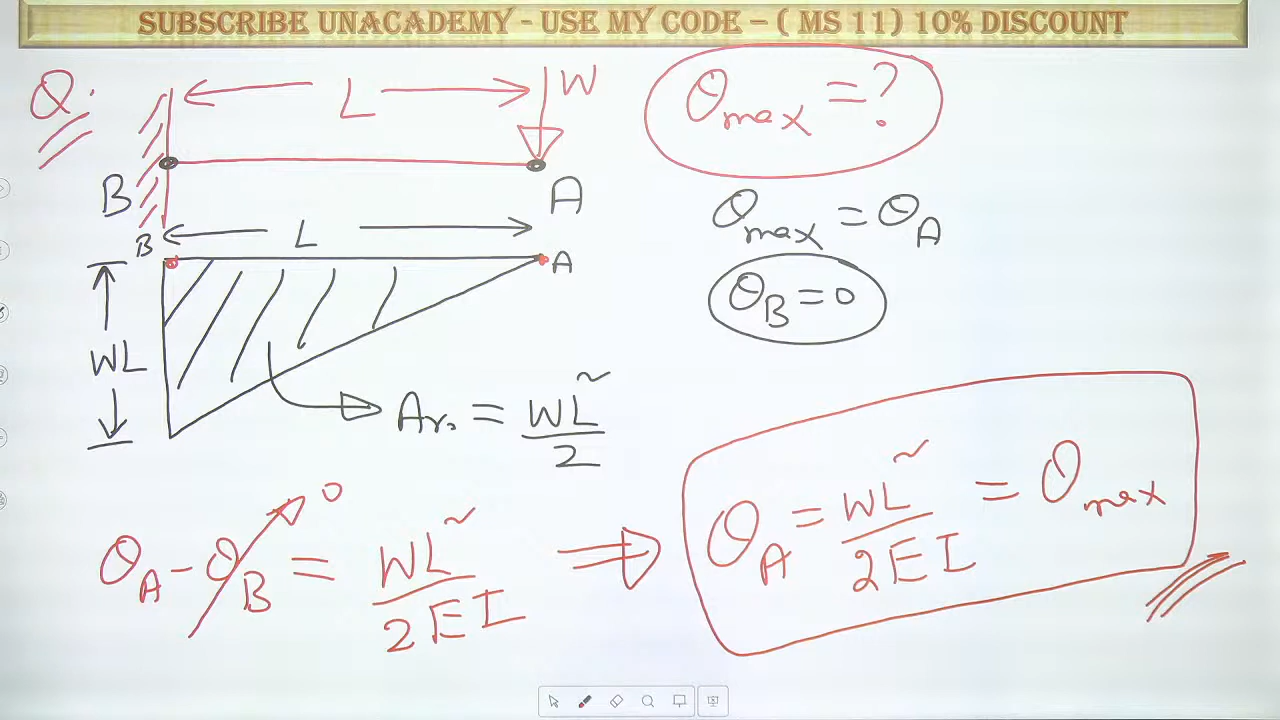 SUBSCRIBE UNACADEMY - USE MY CODE – ( MS 11) 10% DISCOUNT
Q.
L
W
θmax = ?
B
A
θmax = θA
B
L
A
θB = 0
WL
Ar. = WL²/2
θA - θB = WL²/2EI
0
⇒ θA = WL²/2EI = θmax